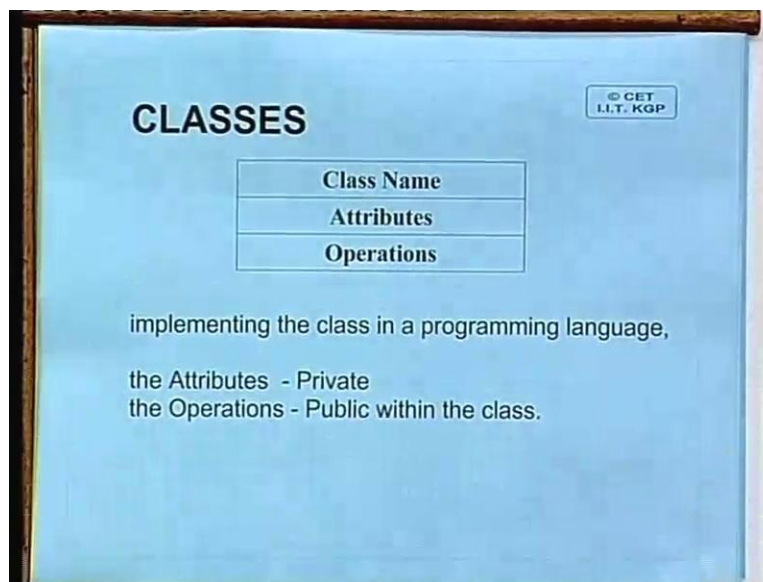 © CET
I.I.T. KGP
CLASSES
Class Name
Attributes
Operations
implementing the class in a programming language,
the Attributes - Private
the Operations - Public within the class.